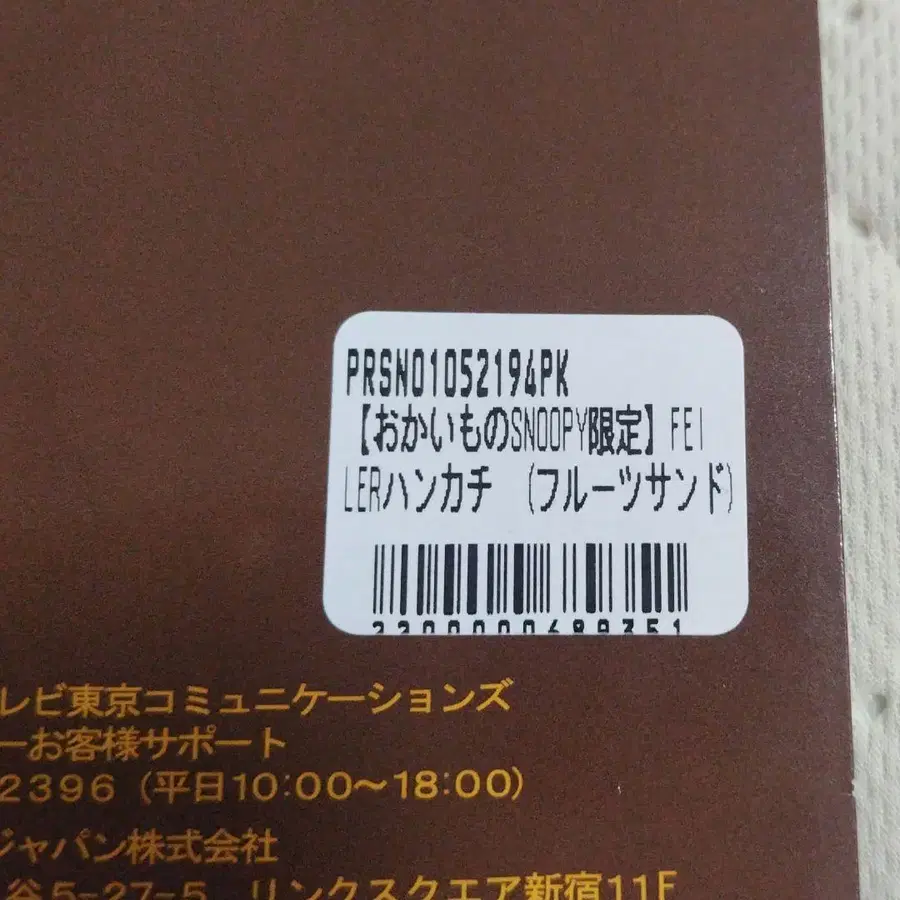 PRSN01052194PK
【おかいものSNOOPY限定】FEI
LERハンカチ (フルーツサンド)
3300000689351
レビ東京コミュニケーションズ
ーお客様サポート
2396 (平日10:00~18:00)
ジャパン株式会社
谷5-27-5 リンクスクエア新宿11F